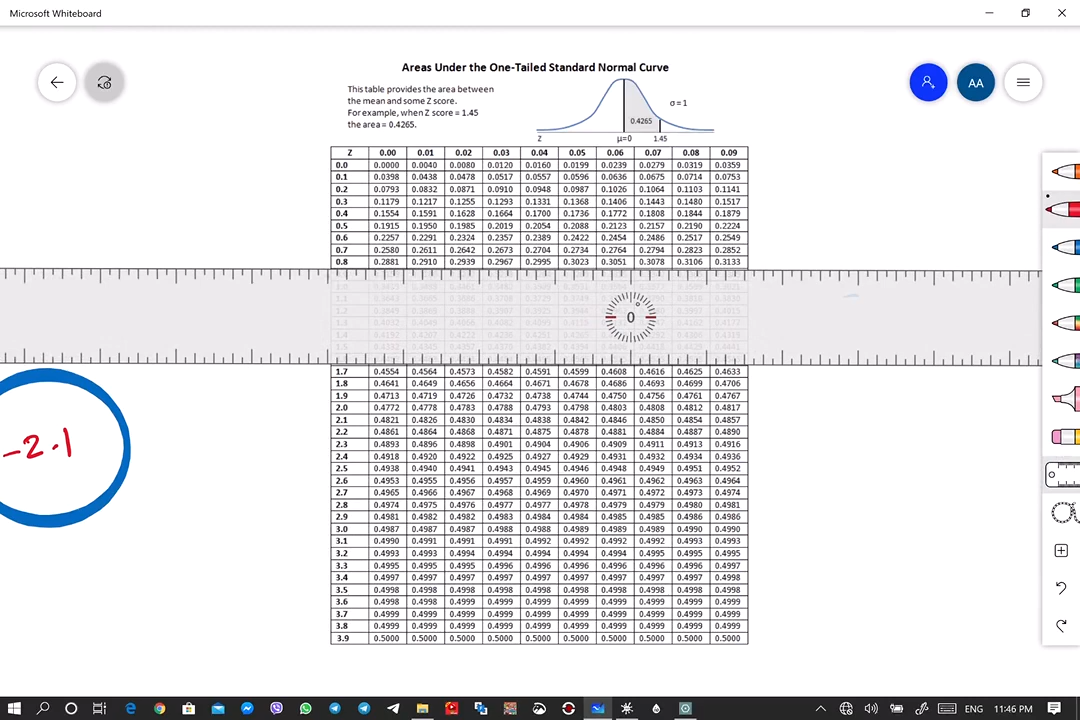 Microsoft Whiteboard
Areas Under the One-Tailed Standard Normal Curve
This table provides the area between
the mean and some Z score.
For example, when Z score = 1.45
the area = 0.4265.
σ = 1
0.4265
Z μ=0 1.45
AA
Z 0.00 0.01 0.02 0.03 0.04 0.05 0.06 0.07 0.08 0.09
0.0 0.0000 0.0040 0.0080 0.0120 0.0160 0.0199 0.0239 0.0279 0.0319 0.0359
0.1 0.0398 0.0438 0.0478 0.0517 0.0557 0.0596 0.0636 0.0675 0.0714 0.0753
0.2 0.0793 0.0832 0.0871 0.0910 0.0948 0.0987 0.1026 0.1064 0.1103 0.1141
0.3 0.1179 0.1217 0.1255 0.1293 0.1331 0.1368 0.1406 0.1443 0.1480 0.1517
0.4 0.1554 0.1591 0.1628 0.1664 0.1700 0.1736 0.1772 0.1808 0.1844 0.1879
0.5 0.1915 0.1950 0.1985 0.2019 0.2054 0.2088 0.2123 0.2157 0.2190 0.2224
0.6 0.2257 0.2291 0.2324 0.2357 0.2389 0.2422 0.2454 0.2486 0.2517 0.2549
0.7 0.2580 0.2611 0.2642 0.2673 0.2704 0.2734 0.2764 0.2794 0.2823 0.2852
0.8 0.2881 0.2910 0.2939 0.2967 0.2995 0.3023 0.3051 0.3078 0.3106 0.3133
0°
1.7 0.4554 0.4564 0.4573 0.4582 0.4591 0.4599 0.4608 0.4616 0.4625 0.4633
1.8 0.4641 0.4649 0.4656 0.4664 0.4671 0.4678 0.4686 0.4693 0.4699 0.4706
1.9 0.4713 0.4719 0.4726 0.4732 0.4738 0.4744 0.4750 0.4756 0.4761 0.4767
2.0 0.4772 0.4778 0.4783 0.4788 0.4793 0.4798 0.4803 0.4808 0.4812 0.4817
2.1 0.4821 0.4826 0.4830 0.4834 0.4838 0.4842 0.4846 0.4850 0.4854 0.4857
2.2 0.4861 0.4864 0.4868 0.4871 0.4875 0.4878 0.4881 0.4884 0.4887 0.4890
2.3 0.4893 0.4896 0.4898 0.4901 0.4904 0.4906 0.4909 0.4911 0.4913 0.4916
2.4 0.4918 0.4920 0.4922 0.4925 0.4927 0.4929 0.4931 0.4932 0.4934 0.4936
2.5 0.4938 0.4940 0.4941 0.4943 0.4945 0.4946 0.4948 0.4949 0.4951 0.4952
2.6 0.4953 0.4955 0.4956 0.4957 0.4959 0.4960 0.4961 0.4962 0.4963 0.4964
2.7 0.4965 0.4966 0.4967 0.4968 0.4969 0.4970 0.4971 0.4972 0.4973 0.4974
2.8 0.4974 0.4975 0.4976 0.4977 0.4977 0.4978 0.4979 0.4979 0.4980 0.4981
2.9 0.4981 0.4982 0.4982 0.4983 0.4984 0.4984 0.4985 0.4985 0.4986 0.4986
3.0 0.4987 0.4987 0.4987 0.4988 0.4988 0.4989 0.4989 0.4989 0.4990 0.4990
3.1 0.4990 0.4991 0.4991 0.4991 0.4992 0.4992 0.4992 0.4992 0.4993 0.4993
3.2 0.4993 0.4993 0.4994 0.4994 0.4994 0.4994 0.4994 0.4995 0.4995 0.4995
3.3 0.4995 0.4995 0.4995 0.4996 0.4996 0.4996 0.4996 0.4996 0.4996 0.4997
3.4 0.4997 0.4997 0.4997 0.4997 0.4997 0.4997 0.4997 0.4997 0.4997 0.4998
3.5 0.4998 0.4998 0.4998 0.4998 0.4998 0.4998 0.4998 0.4998 0.4998 0.4998
3.6 0.4998 0.4998 0.4999 0.4999 0.4999 0.4999 0.4999 0.4999 0.4999 0.4999
3.7 0.4999 0.4999 0.4999 0.4999 0.4999 0.4999 0.4999 0.4999 0.4999 0.4999
3.8 0.4999 0.4999 0.4999 0.4999 0.4999 0.4999 0.4999 0.4999 0.4999 0.4999
3.9 0.5000 0.5000 0.5000 0.5000 0.5000 0.5000 0.5000 0.5000 0.5000 0.5000
-2.1
ENG 11:46 PM